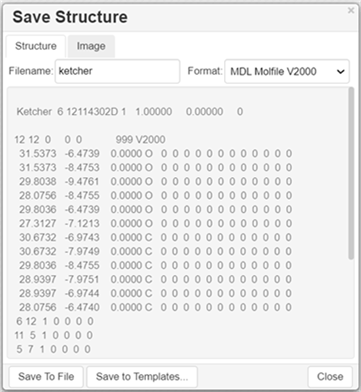 Save Structure
Structure Image
Filename: ketcher Format: MDL Molfile V2000
Ketcher 6 12114302D 1 1.00000 0.00000 0
12 12 0 0 0 999 V2000
31.5373 -6.4739 0.0000 O 0 0 0 0 0 0 0 0 0 0 0 0
31.5373 -8.4753 0.0000 O 0 0 0 0 0 0 0 0 0 0 0 0
29.8038 -9.4761 0.0000 O 0 0 0 0 0 0 0 0 0 0 0 0
28.0756 -8.4755 0.0000 O 0 0 0 0 0 0 0 0 0 0 0 0
29.8036 -6.4739 0.0000 O 0 0 0 0 0 0 0 0 0 0 0 0
27.3127 -7.1213 0.0000 O 0 0 0 0 0 0 0 0 0 0 0 0
30.6732 -6.9743 0.0000 C 0 0 0 0 0 0 0 0 0 0 0 0
30.6732 -7.9749 0.0000 C 0 0 0 0 0 0 0 0 0 0 0 0
29.8036 -8.4755 0.0000 C 0 0 0 0 0 0 0 0 0 0 0 0
28.9397 -7.9751 0.0000 C 0 0 0 0 0 0 0 0 0 0 0 0
28.9397 -6.9744 0.0000 C 0 0 0 0 0 0 0 0 0 0 0 0
28.0756 -6.4740 0.0000 C 0 0 0 0 0 0 0 0 0 0 0 0
6 12 1 0 0 0 0
11 5 1 0 0 0 0
5 7 1 0 0 0 0
Save To File Save to Templates... Close